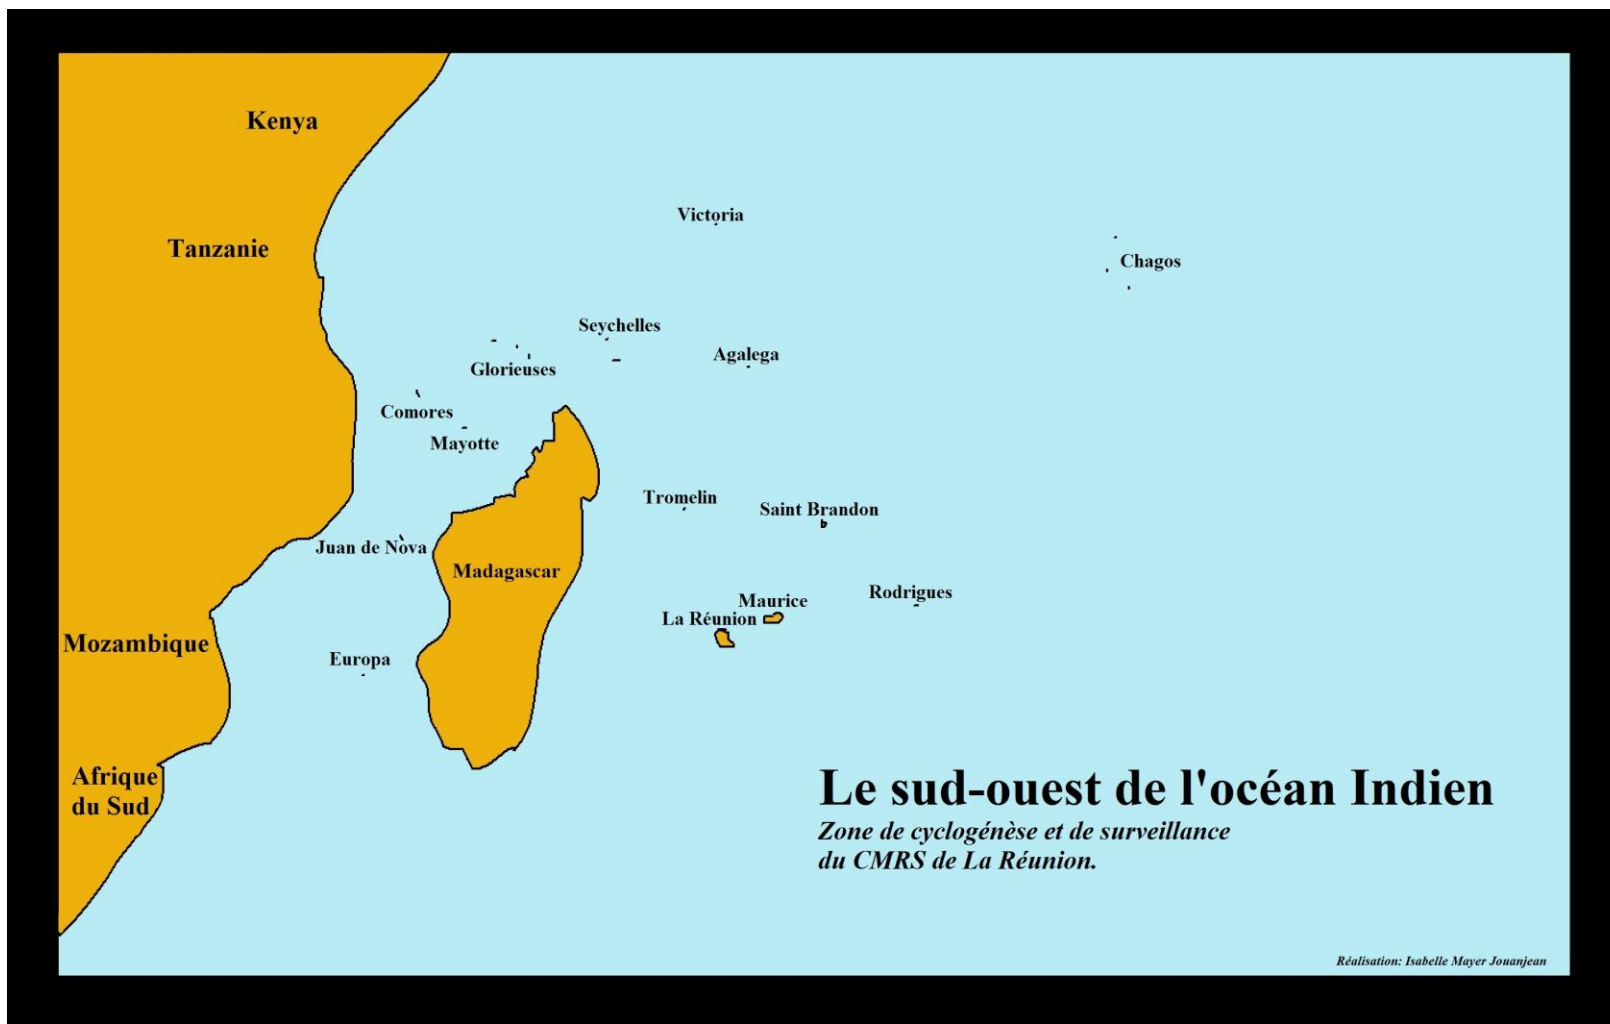 Kenya
Victoria
Tanzanie
Chagos
Seychelles
Agalega
Glorieuses
Comores
Mayotte
Tromelin
Saint Brandon
Juan de Nova
Madagascar
Rodrigues
Maurice
La Réunion
Mozambique
Europa
Afrique
du Sud
Le sud-ouest de l'océan Indien
Zone de cyclogénèse et de surveillance
du CMRS de La Réunion.
Réalisation: Isabelle Mayer Jouanjean